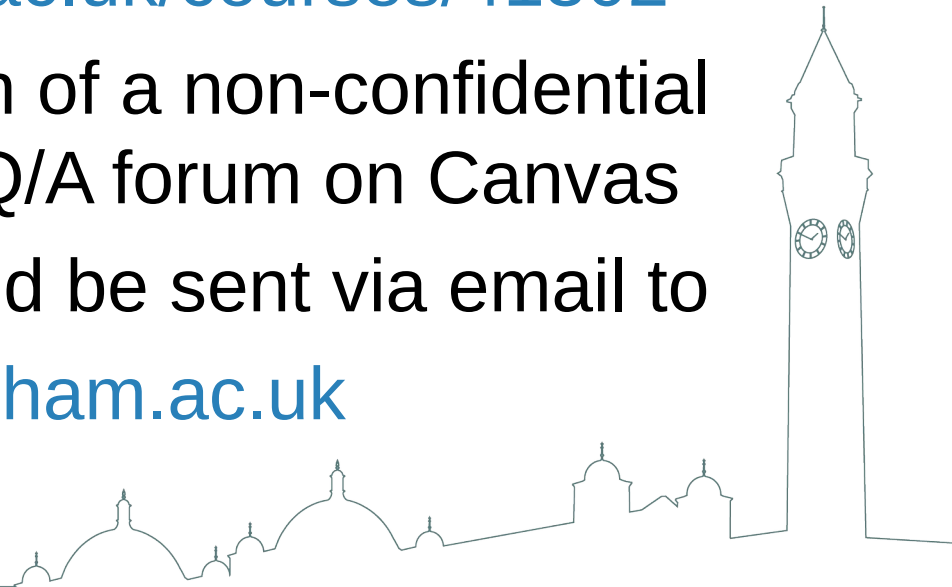 of a non-confidential
Q/A forum on Canvas
d be sent via email to
ham.ac.uk